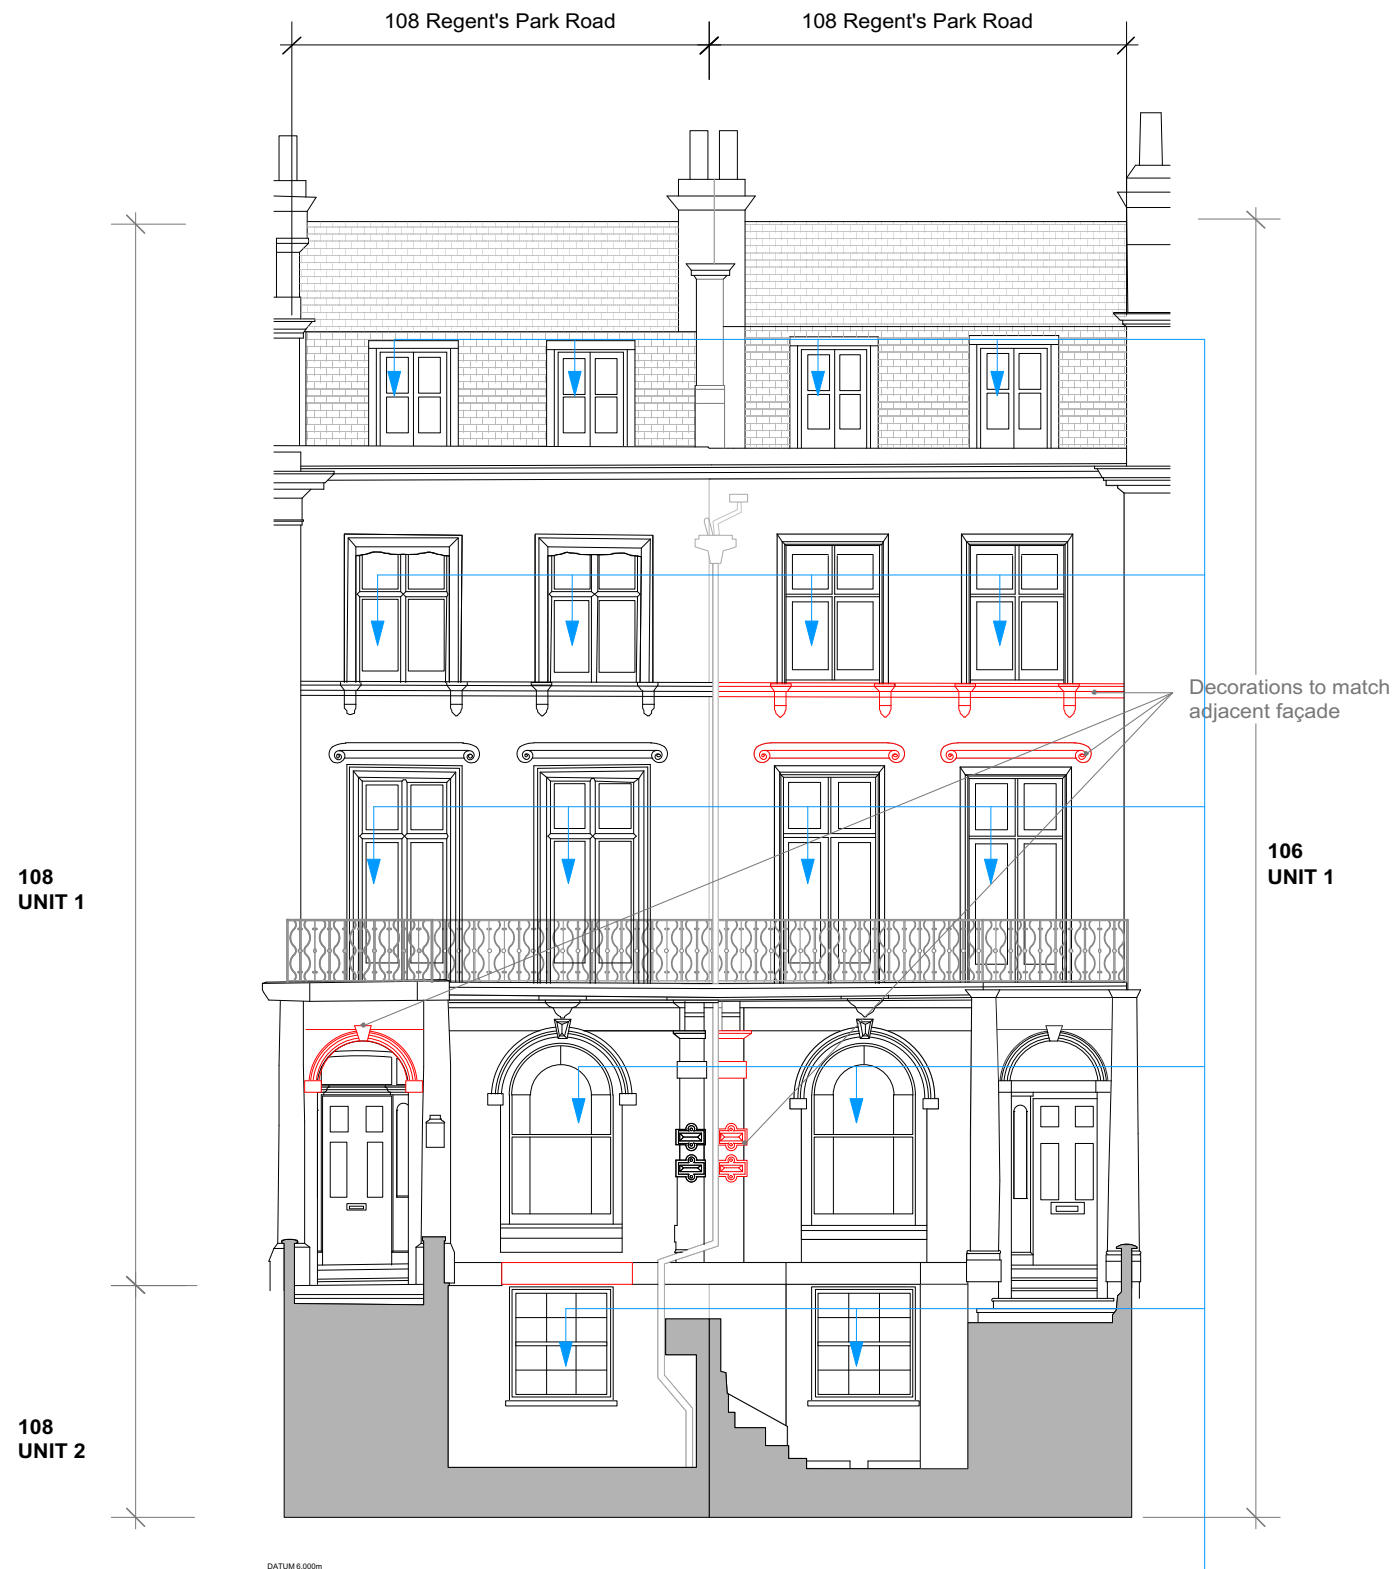 108 Regent's Park Road
108 Regent's Park Road
Decorations to match
adjacent façade
106
UNIT 1
108
UNIT 1
108
UNIT 2
DATUM 6.000m